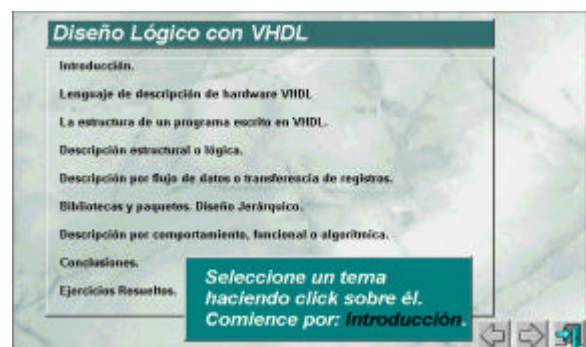 Diseño Lógico con VHDL
Introducción.
Lenguaje de descripción de hardware VHDL
La estructura de un programa escrito en VHDL.
Descripción estructural o lógica.
Descripción por flujo de datos o transferencia de registros.
Bibliotecas y paquetes. Diseño Jerárquico.
Descripción por comportamiento, funcional o algorítmica.
Conclusiones.
Ejercicios Resueltos.
Seleccione un tema
haciendo click sobre él.
Comience por: Introducción.